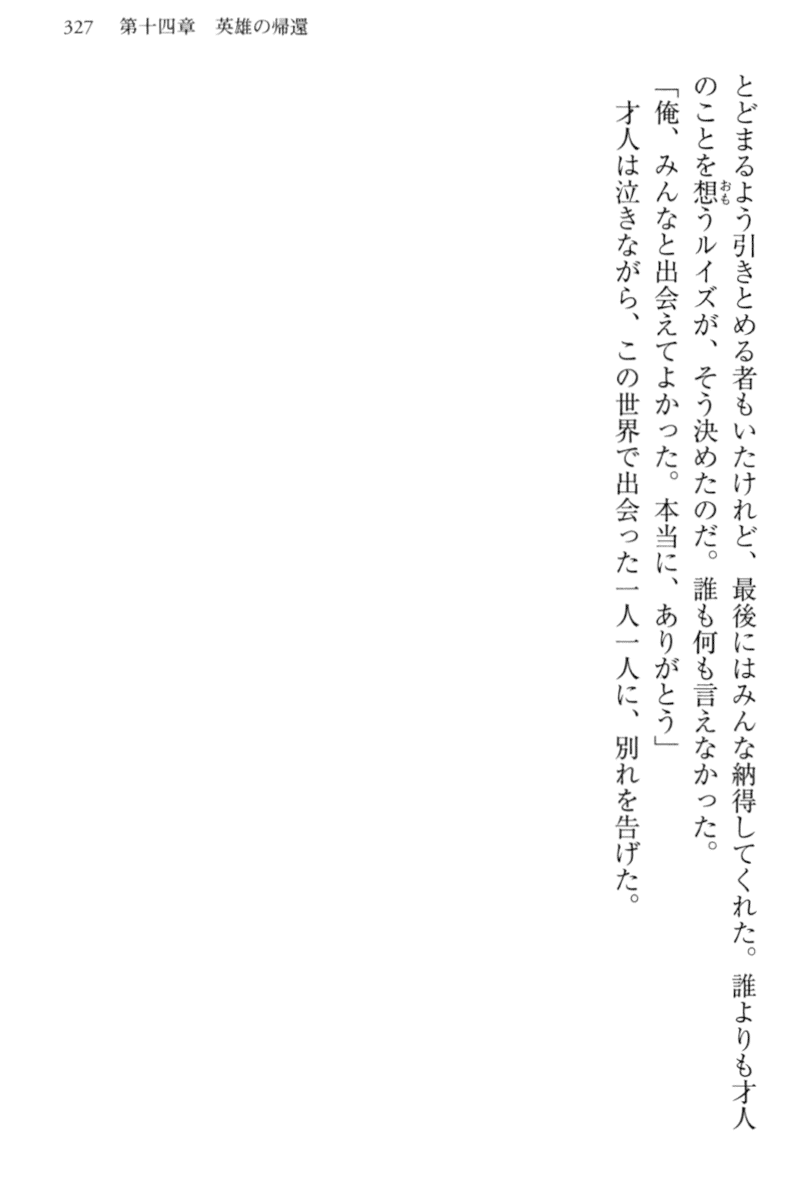 327 第十四章 英雄の帰還
とどまるよう引きとめる者もいたけれど、最後にはみんな納得してくれた。誰よりも才人
のことを想うルイズが、そう決めたのだ。誰も何も言えなかった。
おも
「俺、みんなと出会えてよかった。本当に、ありがとう」
才人は泣きながら、この世界で出会った一人一人に、別れを告げた。